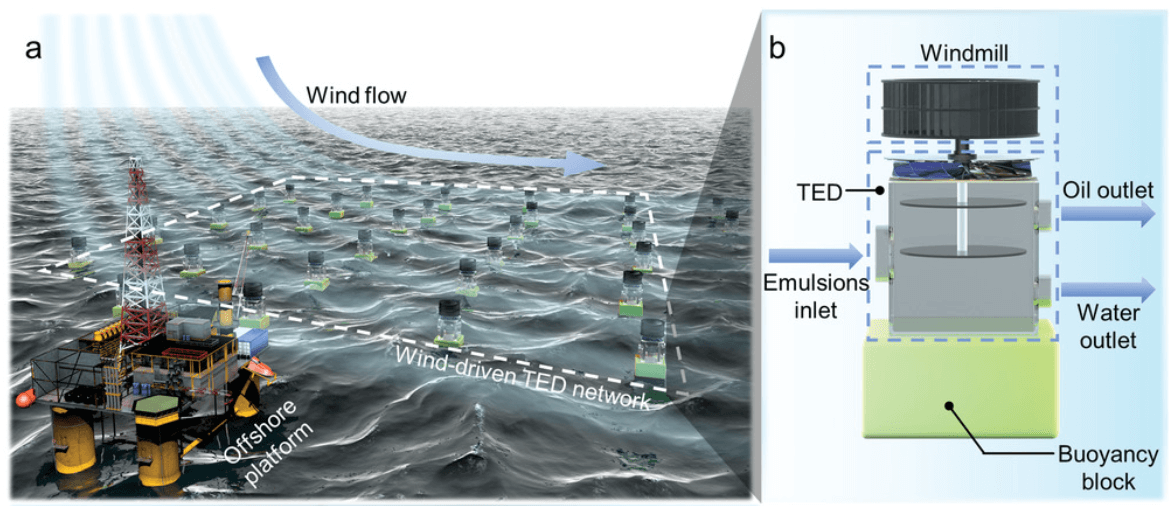 a
Wind flow
Wind-driven TED network
Offshore
platform
b
Windmill
TED
Oil outlet
Emulsions
inlet
Water
outlet
Buoyancy
block